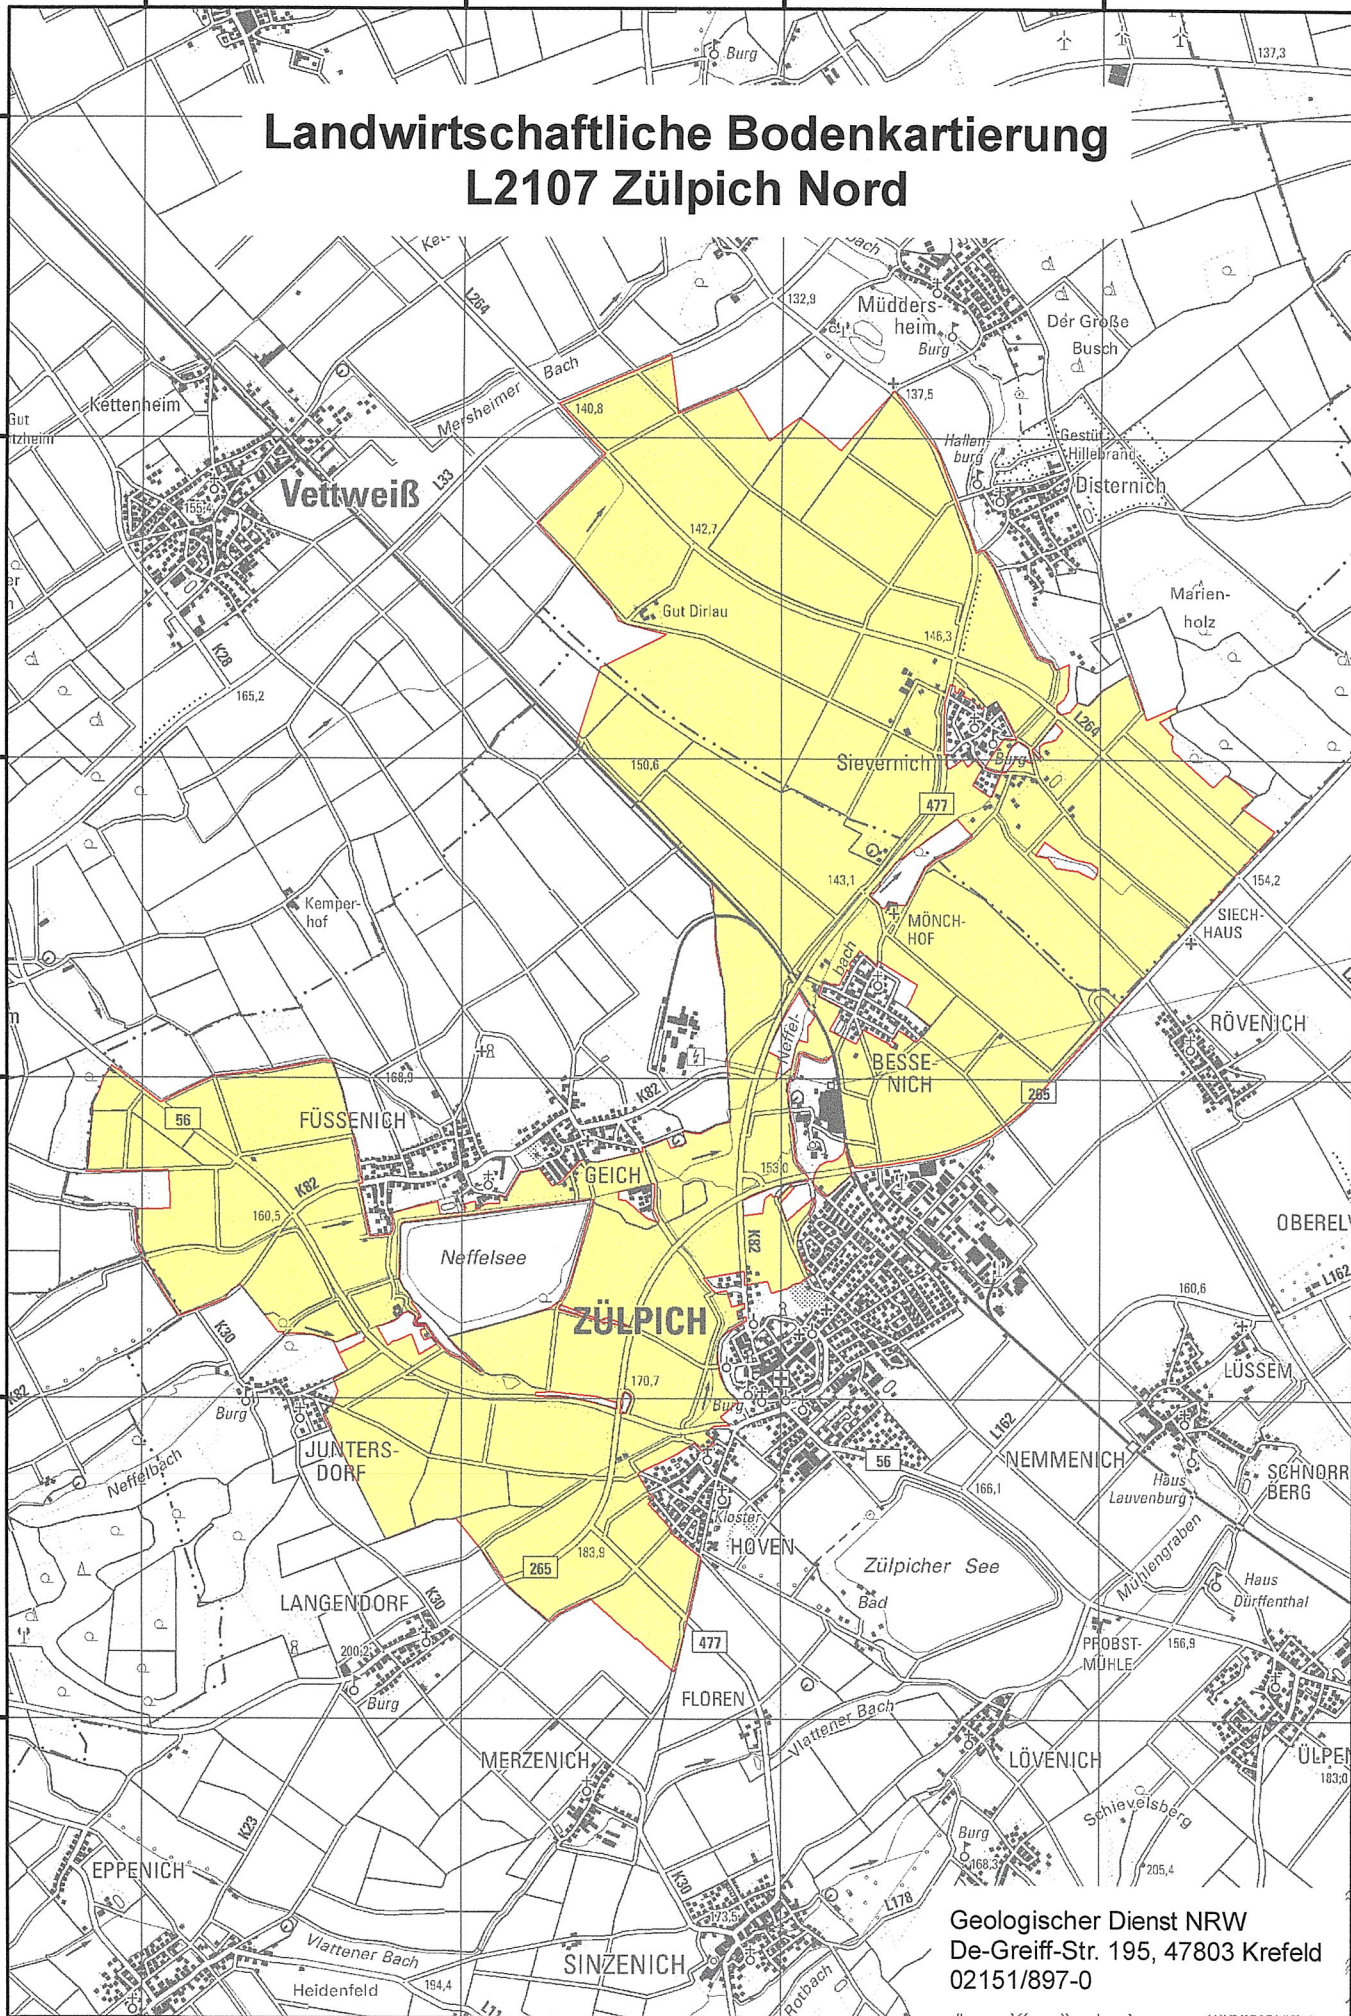 Burg
137,3
Landwirtschaftliche Bodenkartierung
L2107 Zülpich Nord
L264
132,9
Müdders-
heim
Burg
Der Große
Busch
Kettenheim
Mersheimer Bach
140,8
137,5
Gut
Hallen-
burg
Gestüt
Hillebrand
Disternich
L33
Vettweiß
155,4
142,7
Gut Dirlau
Marien-
holz
146,3
K28
165,2
L264
150,6
Sievernich
Burg
477
143,1
154,2
Kemper-
hof
MÖNCH-
HOF
SIECH-
HAUS
Neffel-
bach
RÖVENICH
BESSE-
NICH
168,9
K82
265
56
FÜSSENICH
GEICH
153,0
K82
160,5
K82
Neffelsee
ZÜLPICH
L162
160,6
K30
K82
LÜSSEM
170,7
Burg
Burg
JUNTERS-
DORF
L162
NEMMENICH
56
Neffelbach
166,1
Haus
Lauvenburg
SCHNORR
BERG
Kloster
HOVEN
183,9
265
Zülpicher See
Bad
Mühlengraben
Haus
Dürffenthal
LANGENDORF
K30
200,2
Burg
477
PROBST-
MÜHLE
156,9
FLOREN
Vlattener Bach
MERZENICH
LÖVENICH
ÜLPEN
183,0
Schievelsberg
K23
Burg
168,3
205,4
EPPENICH
K30
173,5
L178
Vlattener Bach
SINZENICH
Heidenfeld
194,4
Rotbach
Geologischer Dienst NRW
De-Greiff-Str. 195, 47803 Krefeld
02151/897-0